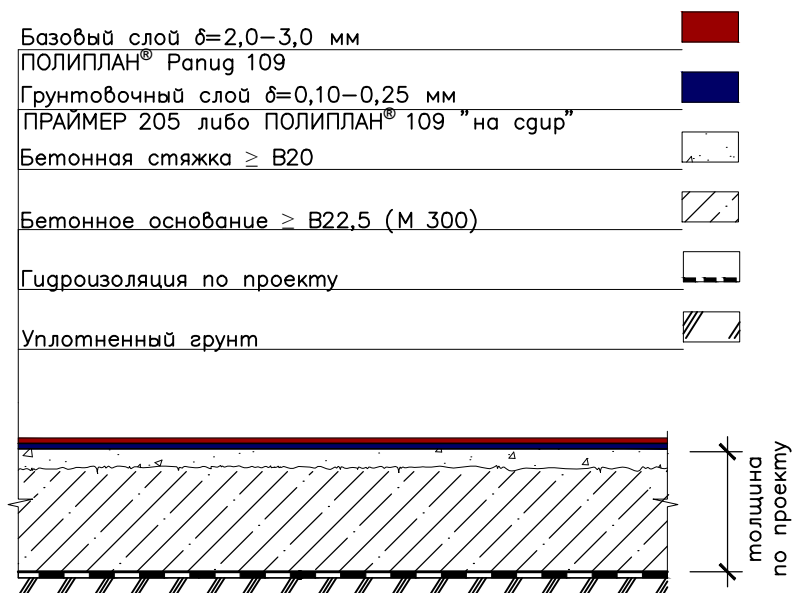 Базовый слой δ=2,0-3,0 мм
ПОЛИПЛАН® Рапид 109
Грунтовочный слой δ=0,10-0,25 мм
ПРАЙМЕР 205 либо ПОЛИПЛАН® 109 "на сдир"
Бетонная стяжка ≥ В20
Бетонное основание ≥ В22,5 (М 300)
Гидроизоляция по проекту
Уплотненный грунт
толщина
по проекту